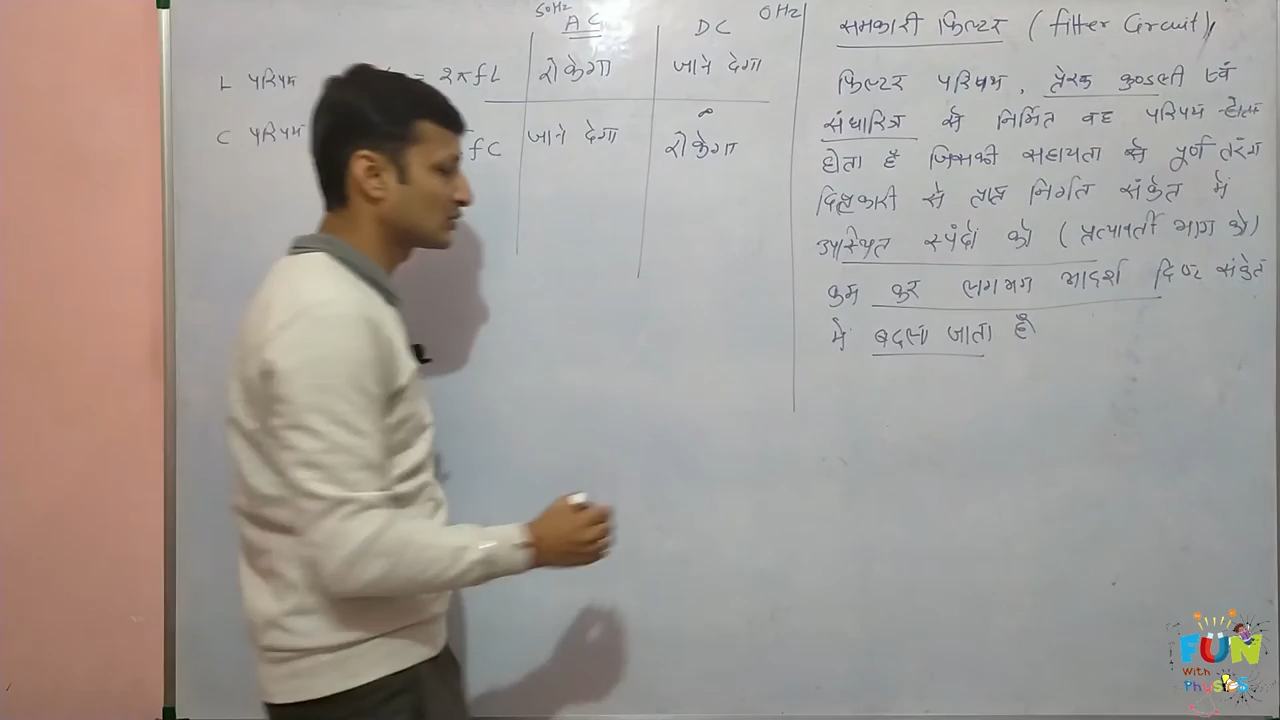 50Hz
AC DC 0Hz
L परिपथ = 2πfL रोकेगा जाने देगा
∞
C परिपथ fC जाने देगा रोकेगा
समकारी फिल्टर ( filter Circuit )
फिल्टर परिपथ , प्रेरक कुण्डली एवं
संधारित्र से निर्मित वह परिपथ होता
होता है जिसकी सहायता से पूर्ण तरंग
दिष्टकारी से प्राप्त निर्गत संकेत में
उपस्थित स्पंदों को ( प्रत्यावर्ती भाग को )
कम कर लगभग आदर्श दिष्ट संकेत
में बदला जाता है
FUN
With
Physics